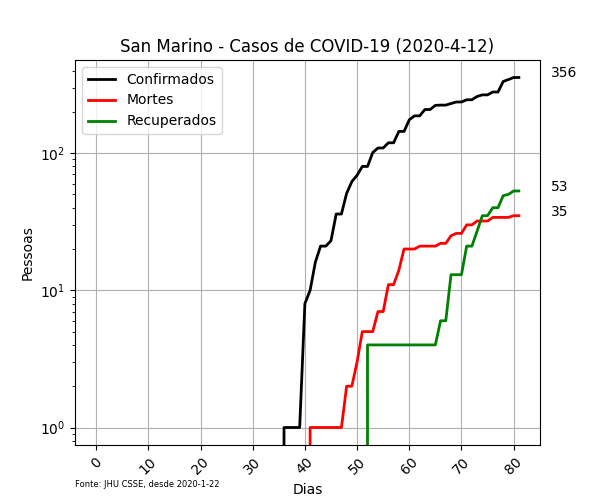 San Marino - Casos de COVID-19 (2020-4-12)
Confirmados
Mortes
Recuperados
356
53
35
10²
10¹
10⁰
Pessoas
0 10 20 30 40 50 60 70 80
Dias
Fonte: JHU CSSE, desde 2020-1-22